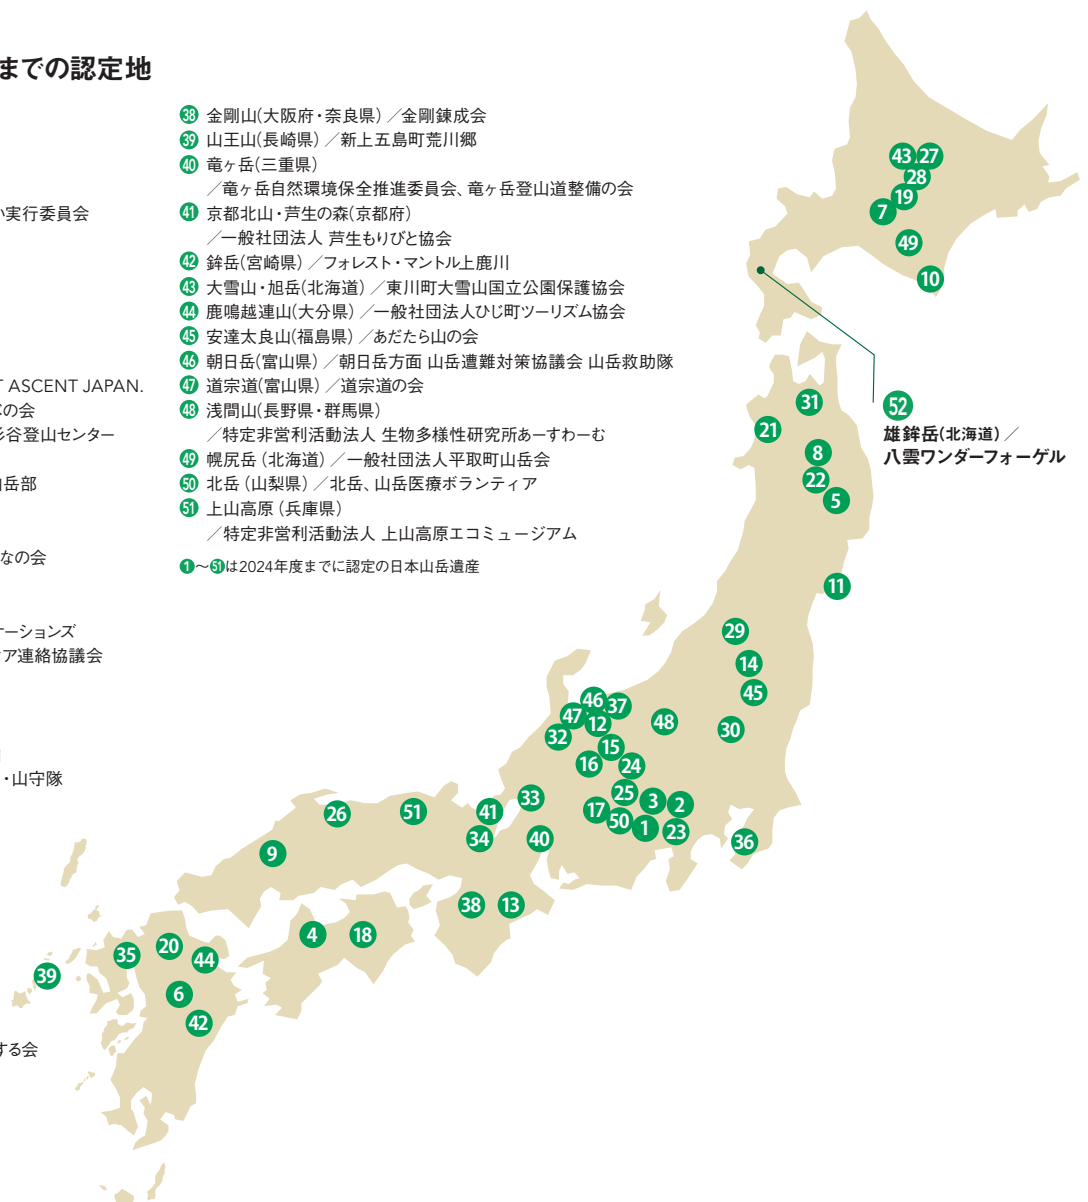 までの認定地
い実行委員会
T ASCENT JAPAN.
の会
杉谷登山センター
岳部
なの会
ケーションズ
ア連絡協議会
・山守隊
する会
38 金剛山(大阪府・奈良県)／金剛錬成会
39 山王山(長崎県)／新上五島町荒川郷
40 竜ヶ岳(三重県)
／竜ヶ岳自然環境保全推進委員会、竜ヶ岳登山道整備の会
41 京都北山・芦生の森(京都府)
／一般社団法人 芦生もりびと協会
42 鉾岳(宮崎県)／フォレスト・マントル上鹿川
43 大雪山・旭岳(北海道)／東川町大雪山国立公園保護協会
44 鹿鳴越連山(大分県)／一般社団法人ひじ町ツーリズム協会
45 安達太良山(福島県)／あだたら山の会
46 朝日岳(富山県)／朝日岳方面 山岳遭難対策協議会 山岳救助隊
47 道宗道(富山県)／道宗道の会
48 浅間山(長野県・群馬県)
／特定非営利活動法人 生物多様性研究所あーすわーむ
49 幌尻岳(北海道)／一般社団法人平取町山岳会
50 北岳(山梨県)／北岳、山岳医療ボランティア
51 上山高原(兵庫県)
／特定非営利活動法人 上山高原エコミュージアム
1～51は2024年度までに認定の日本山岳遺産
43 27
28
19
7
49
10
52
雄鉾岳(北海道)／
八雲ワンダーフォーゲル
31
21
8
22
5
11
29
14
45
46 37
47 12 48 30
32 15
16 24
25
33 3 2
26 51 41 17 50 1 23
34 40 36
9
38 13
4 18
20
35 44
39
6
42